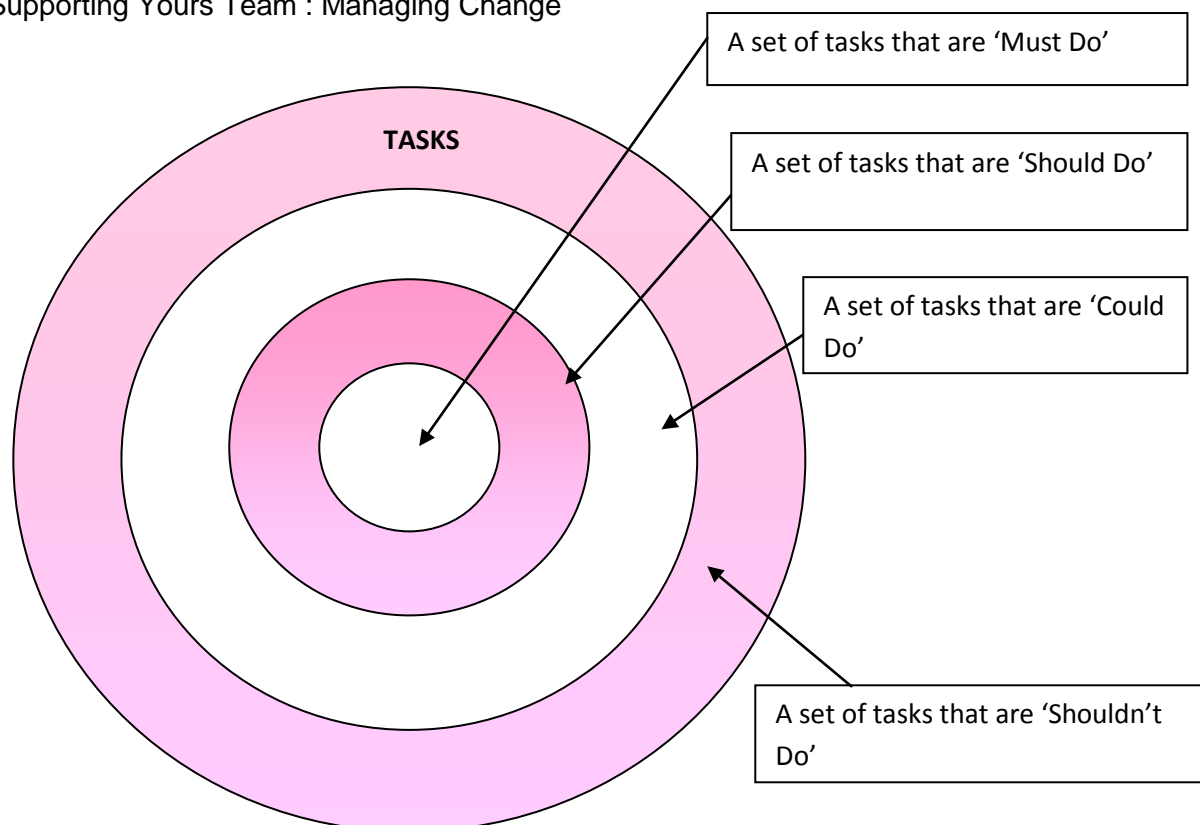 Supporting Yours Team : Managing Change
A set of tasks that are ‘Must Do’
TASKS
A set of tasks that are ‘Should Do’
A set of tasks that are ‘Could
Do’
A set of tasks that are ‘Shouldn’t
Do’